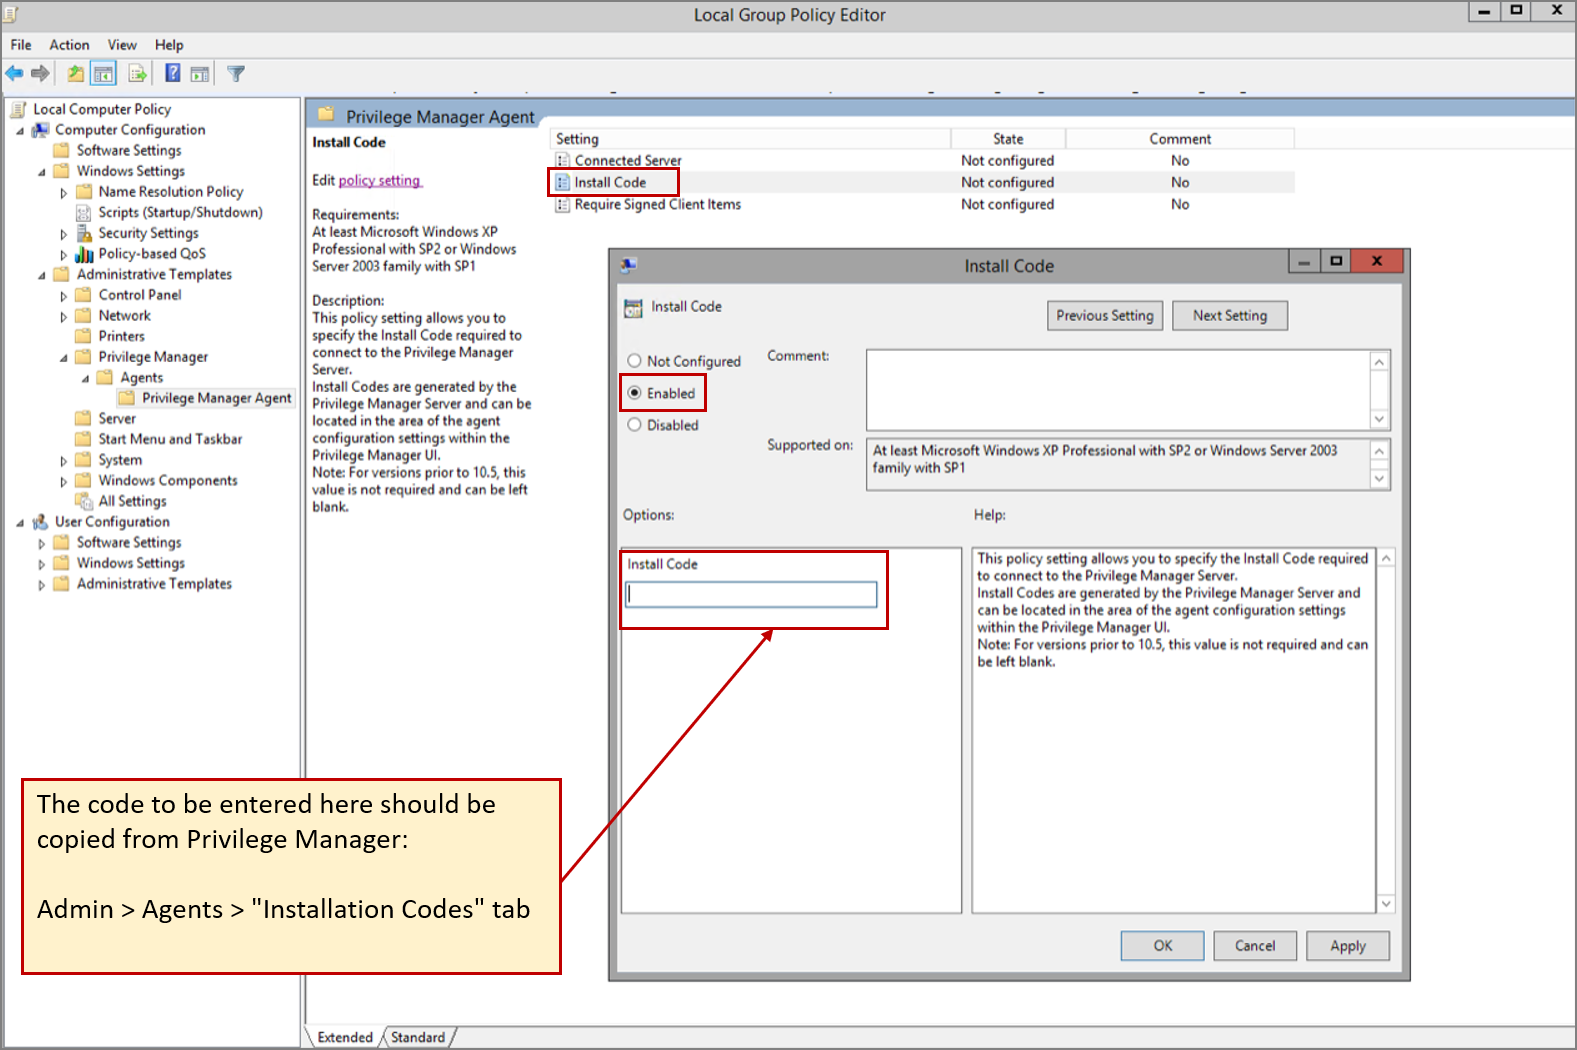 Local Group Policy Editor
File Action View Help
Local Computer Policy
Computer Configuration
Software Settings
Windows Settings
Name Resolution Policy
Scripts (Startup/Shutdown)
Security Settings
Policy-based QoS
Administrative Templates
Control Panel
Network
Printers
Privilege Manager
Agents
Privilege Manager Agent
Server
Start Menu and Taskbar
System
Windows Components
All Settings
User Configuration
Software Settings
Windows Settings
Administrative Templates
Privilege Manager Agent
Install Code
Edit policy setting
Requirements:
At least Microsoft Windows XP
Professional with SP2 or Windows
Server 2003 family with SP1
Description:
This policy setting allows you to
specify the Install Code required to
connect to the Privilege Manager
Server.
Install Codes are generated by the
Privilege Manager Server and can be
located in the area of the agent
configuration settings within the
Privilege Manager UI.
Note: For versions prior to 10.5, this
value is not required and can be left
blank.
Setting State Comment
Connected Server Not configured No
Install Code Not configured No
Require Signed Client Items Not configured No
Install Code
Install Code
Previous Setting Next Setting
Not Configured
Enabled
Disabled
Comment:
Supported on:
At least Microsoft Windows XP Professional with SP2 or Windows Server 2003
family with SP1
Options:
Help:
Install Code
This policy setting allows you to specify the Install Code required
to connect to the Privilege Manager Server.
Install Codes are generated by the Privilege Manager Server and
can be located in the area of the agent configuration settings
within the Privilege Manager UI.
Note: For versions prior to 10.5, this value is not required and can
be left blank.
OK Cancel Apply
The code to be entered here should be
copied from Privilege Manager:
Admin > Agents > "Installation Codes" tab
Extended Standard